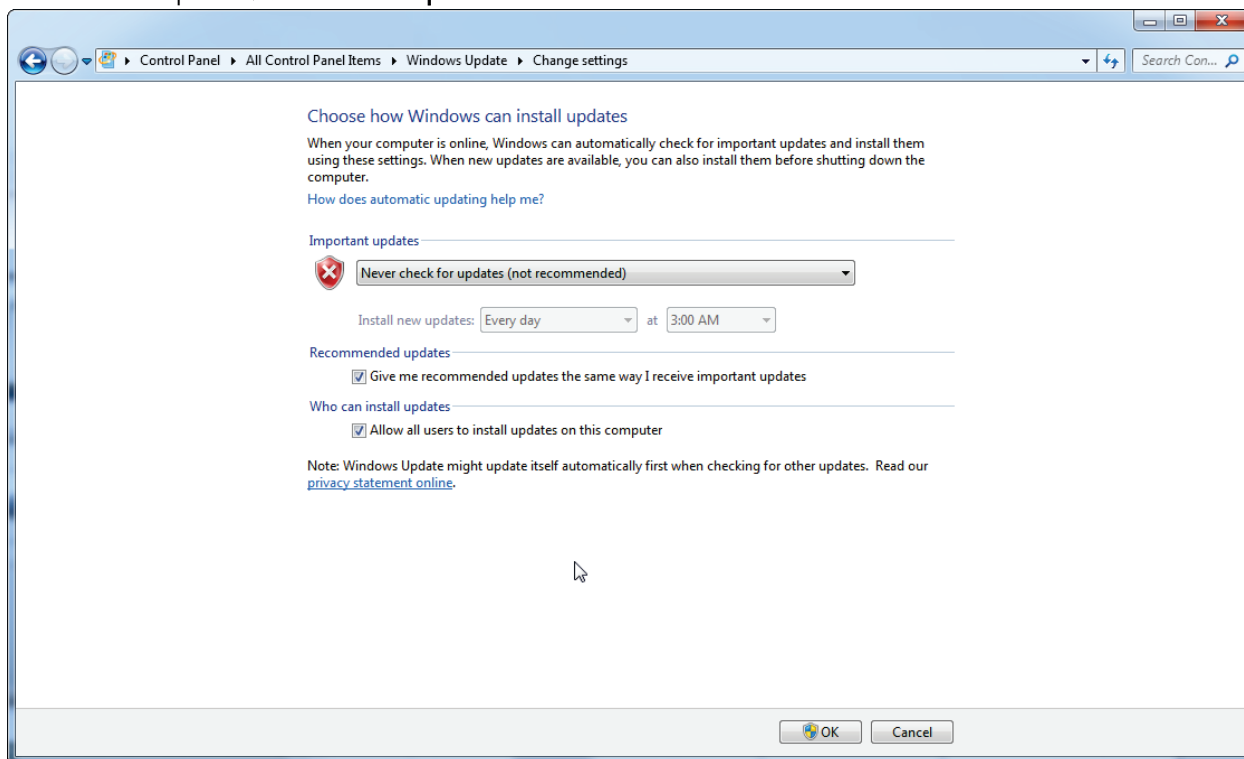 Control Panel ▸ All Control Panel Items ▸ Windows Update ▸ Change settings
Search Con...
Choose how Windows can install updates
When your computer is online, Windows can automatically check for important updates and install them
using these settings. When new updates are available, you can also install them before shutting down the
computer.
How does automatic updating help me?
Important updates
Never check for updates (not recommended)
Install new updates: Every day at 3:00 AM
Recommended updates
Give me recommended updates the same way I receive important updates
Who can install updates
Allow all users to install updates on this computer
Note: Windows Update might update itself automatically first when checking for other updates. Read our
privacy statement online.
OK Cancel